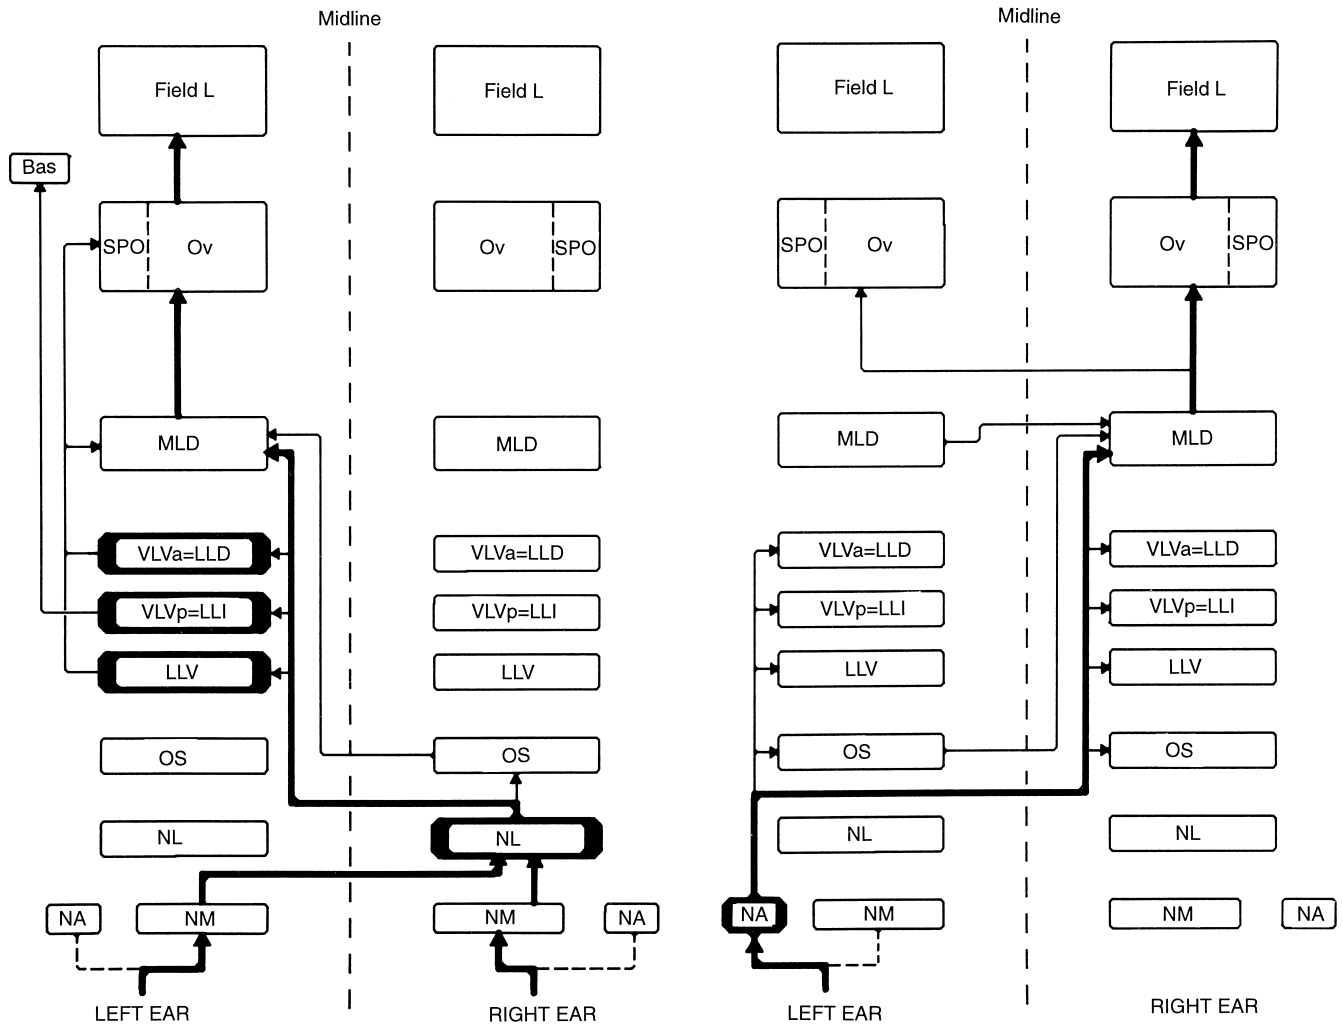 Midline
Field L
Field L
Bas
SPO
Ov
Ov
SPO
MLD
MLD
VLVa=LLD
VLVa=LLD
VLVp=LLI
VLVp=LLI
LLV
LLV
OS
OS
NL
NL
NA
NM
NM
NA
LEFT EAR
RIGHT EAR
Midline
Field L
Field L
SPO
Ov
Ov
SPO
MLD
MLD
VLVa=LLD
VLVa=LLD
VLVp=LLI
VLVp=LLI
LLV
LLV
OS
OS
NL
NL
NA
NM
NM
NA
LEFT EAR
RIGHT EAR